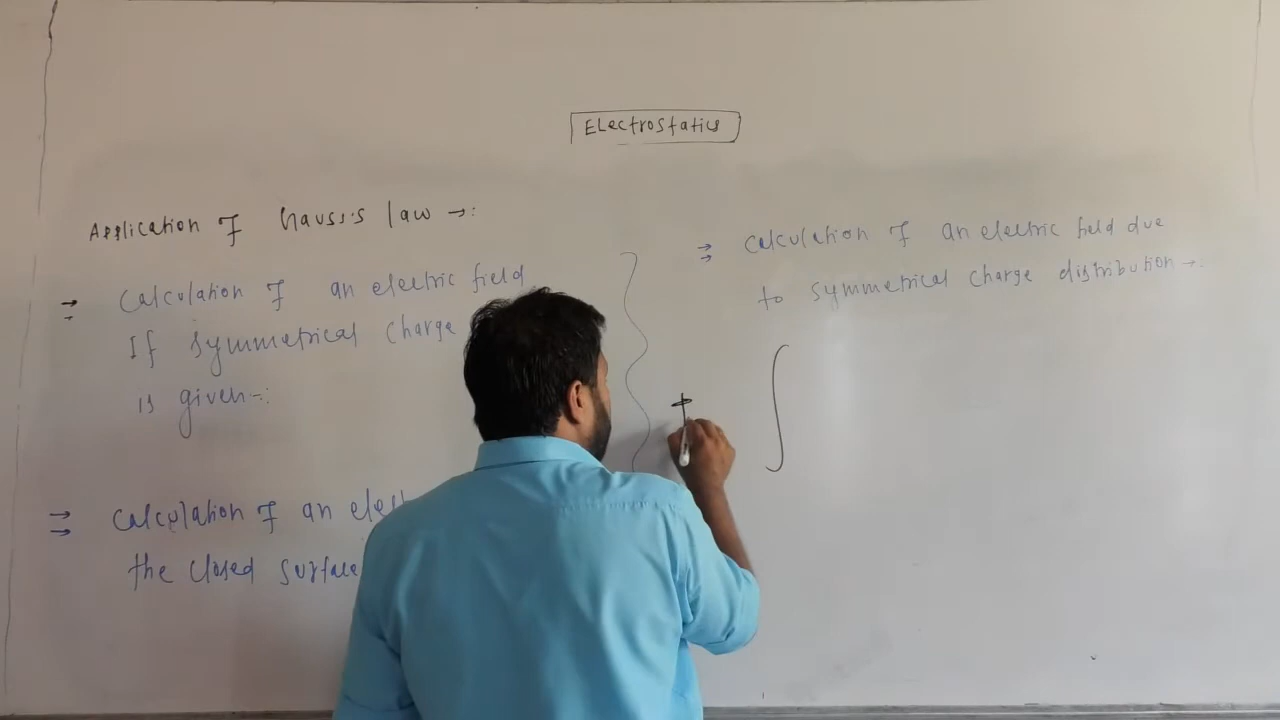 Electrostatics
Application of Gauss's law →:
⇒ Calculation of an electric field
If symmetrical charge
is given -:
⇒ Calculation of an elect
the closed surface
⇒ Calculation of an electric field due
to symmetrical charge distribution →.
∫